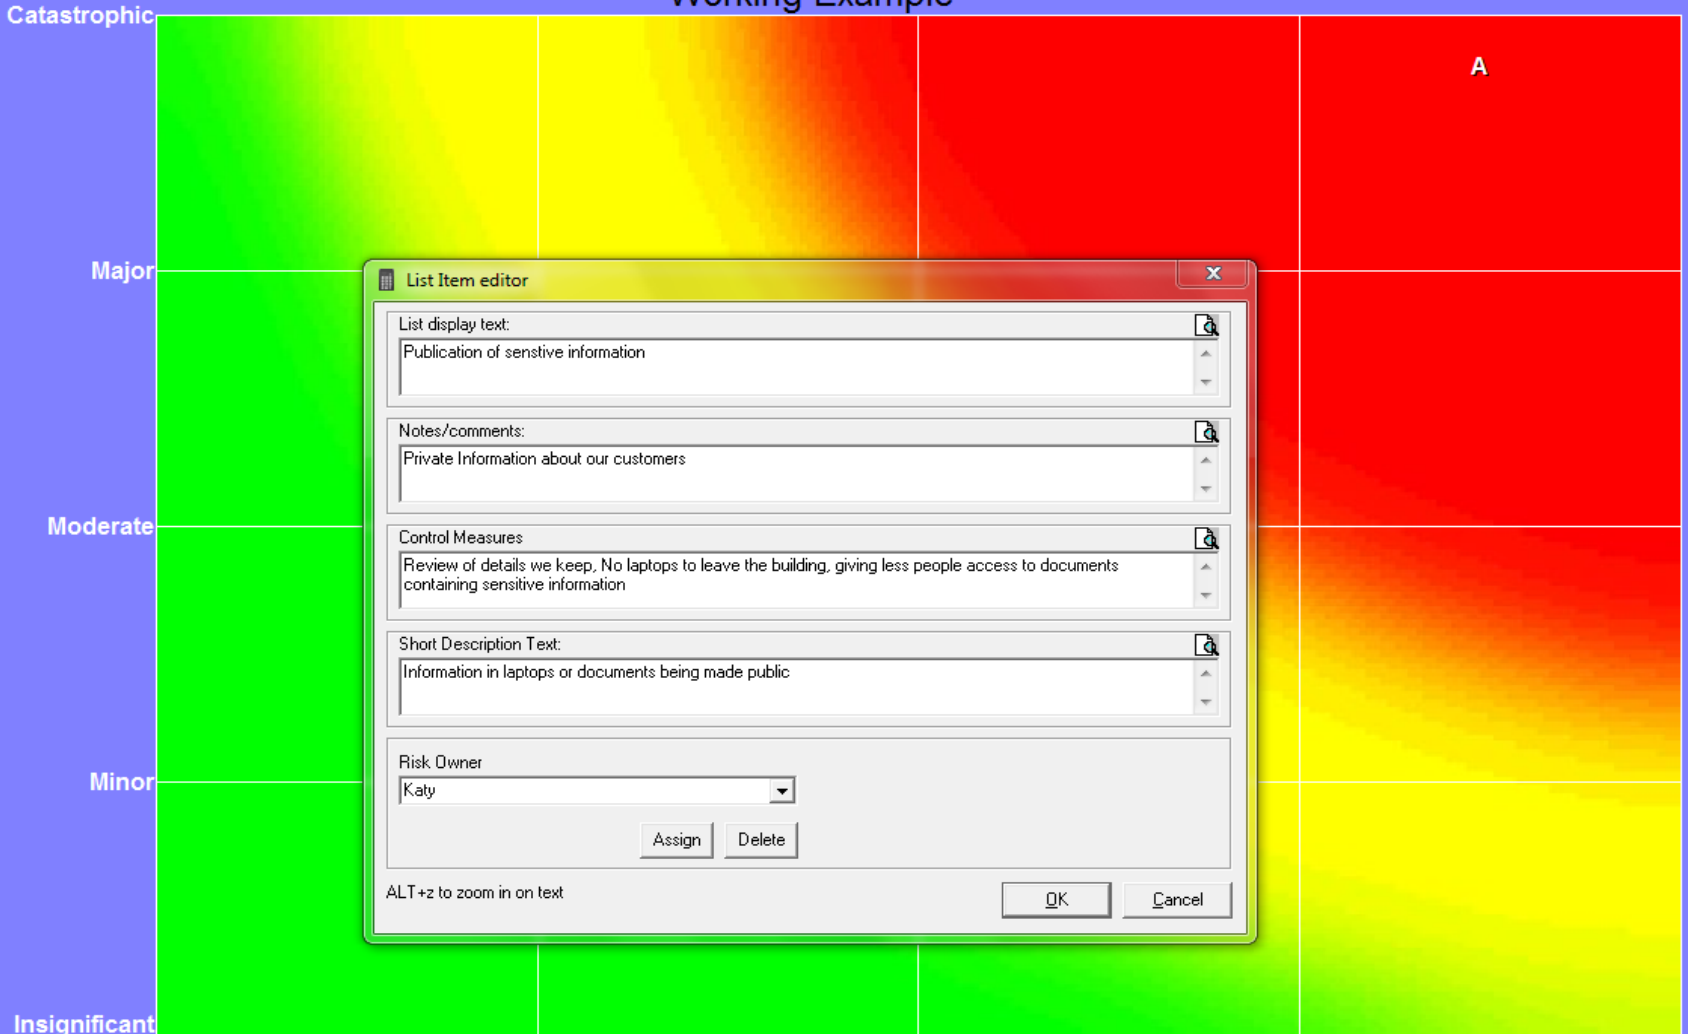 Working Example
Catastrophic
A
Major
List Item editor
X
List display text:
Publication of senstive information
Notes/comments:
Private Information about our customers
Moderate
Control Measures
Review of details we keep, No laptops to leave the building, giving less people access to documents
containing sensitive information
Short Description Text:
Information in laptops or documents being made public
Minor
Risk Owner
Katy
Assign Delete
ALT+z to zoom in on text
OK Cancel
Insignificant